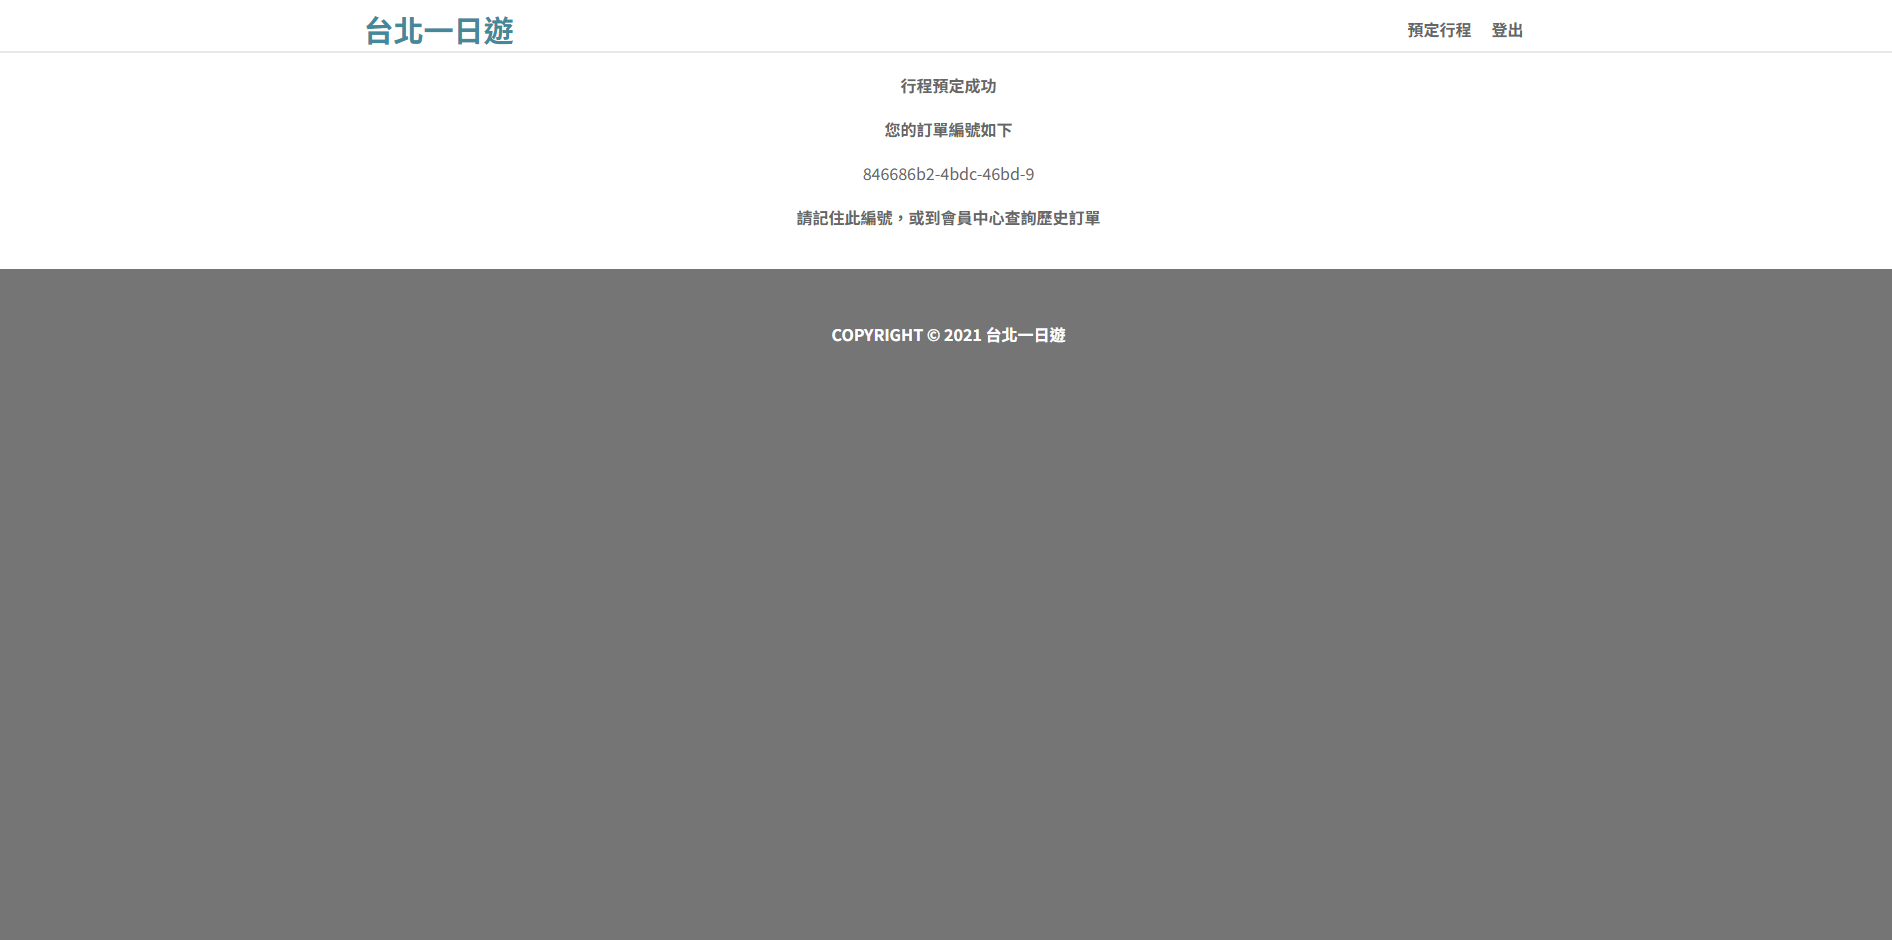 台北一日遊
預定行程 登出
行程預定成功
您的訂單編號如下
846686b2-4bdc-46bd-9
請記住此編號，或到會員中心查詢歷史訂單
COPYRIGHT © 2021 台北一日遊